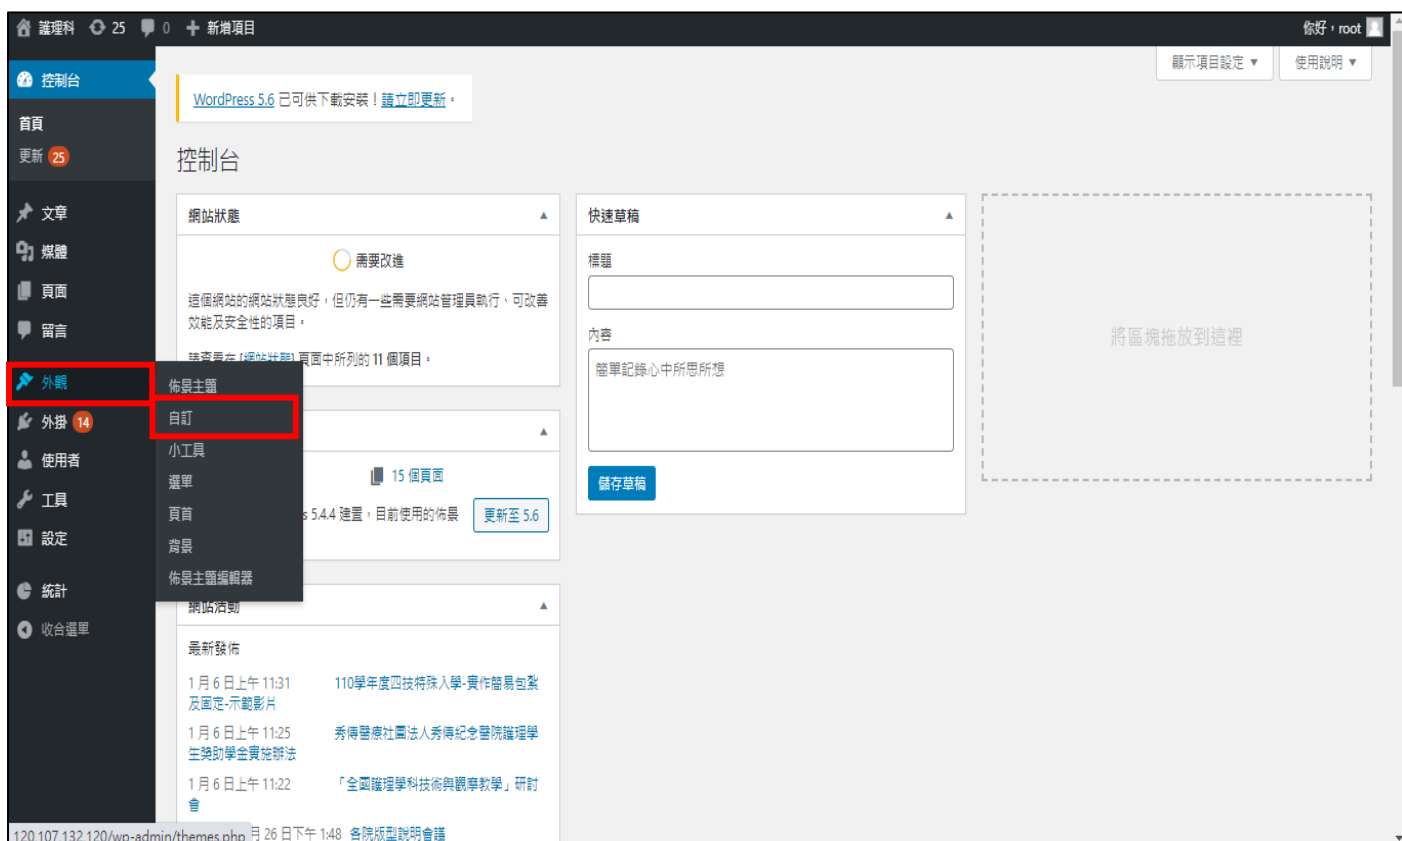 護理科 25 0 新增項目 你好，root
顯示項目設定 ▼ 使用說明 ▼
控制台
首頁
更新 25
文章
媒體
頁面
留言
外觀
外掛 14
使用者
工具
設定
統計
收合選單
佈景主題
自訂
小工具
選單
頁首
背景
佈景主題編輯器
WordPress 5.6 已可供下載安裝！請立即更新。
控制台
網站狀態
需要改進
這個網站的網站狀態良好，但仍有一些需要網站管理員執行、可改善
效能及安全性的項目。
請查看在 [網站狀態] 頁面中所列的 11 個項目。
15 個頁面
s 5.4.4 建置，目前使用的佈景
更新至 5.6
網站活動
最新發佈
1 月 6 日上午 11:31 110學年度四技特殊入學-實作簡易包紮
及固定-示範影片
1 月 6 日上午 11:25 秀傳醫療社團法人秀傳紀念醫院護理學
生獎助學金實施辦法
1 月 6 日上午 11:22 「全國護理學科技術與觀摩教學」研討
會
月 26 日下午 1:48 各院版型說明會議
快速草稿
標題
內容
簡單記錄心中所思所想
儲存草稿
將區塊拖放到這裡
120.107.132.120/wp-admin/themes.php